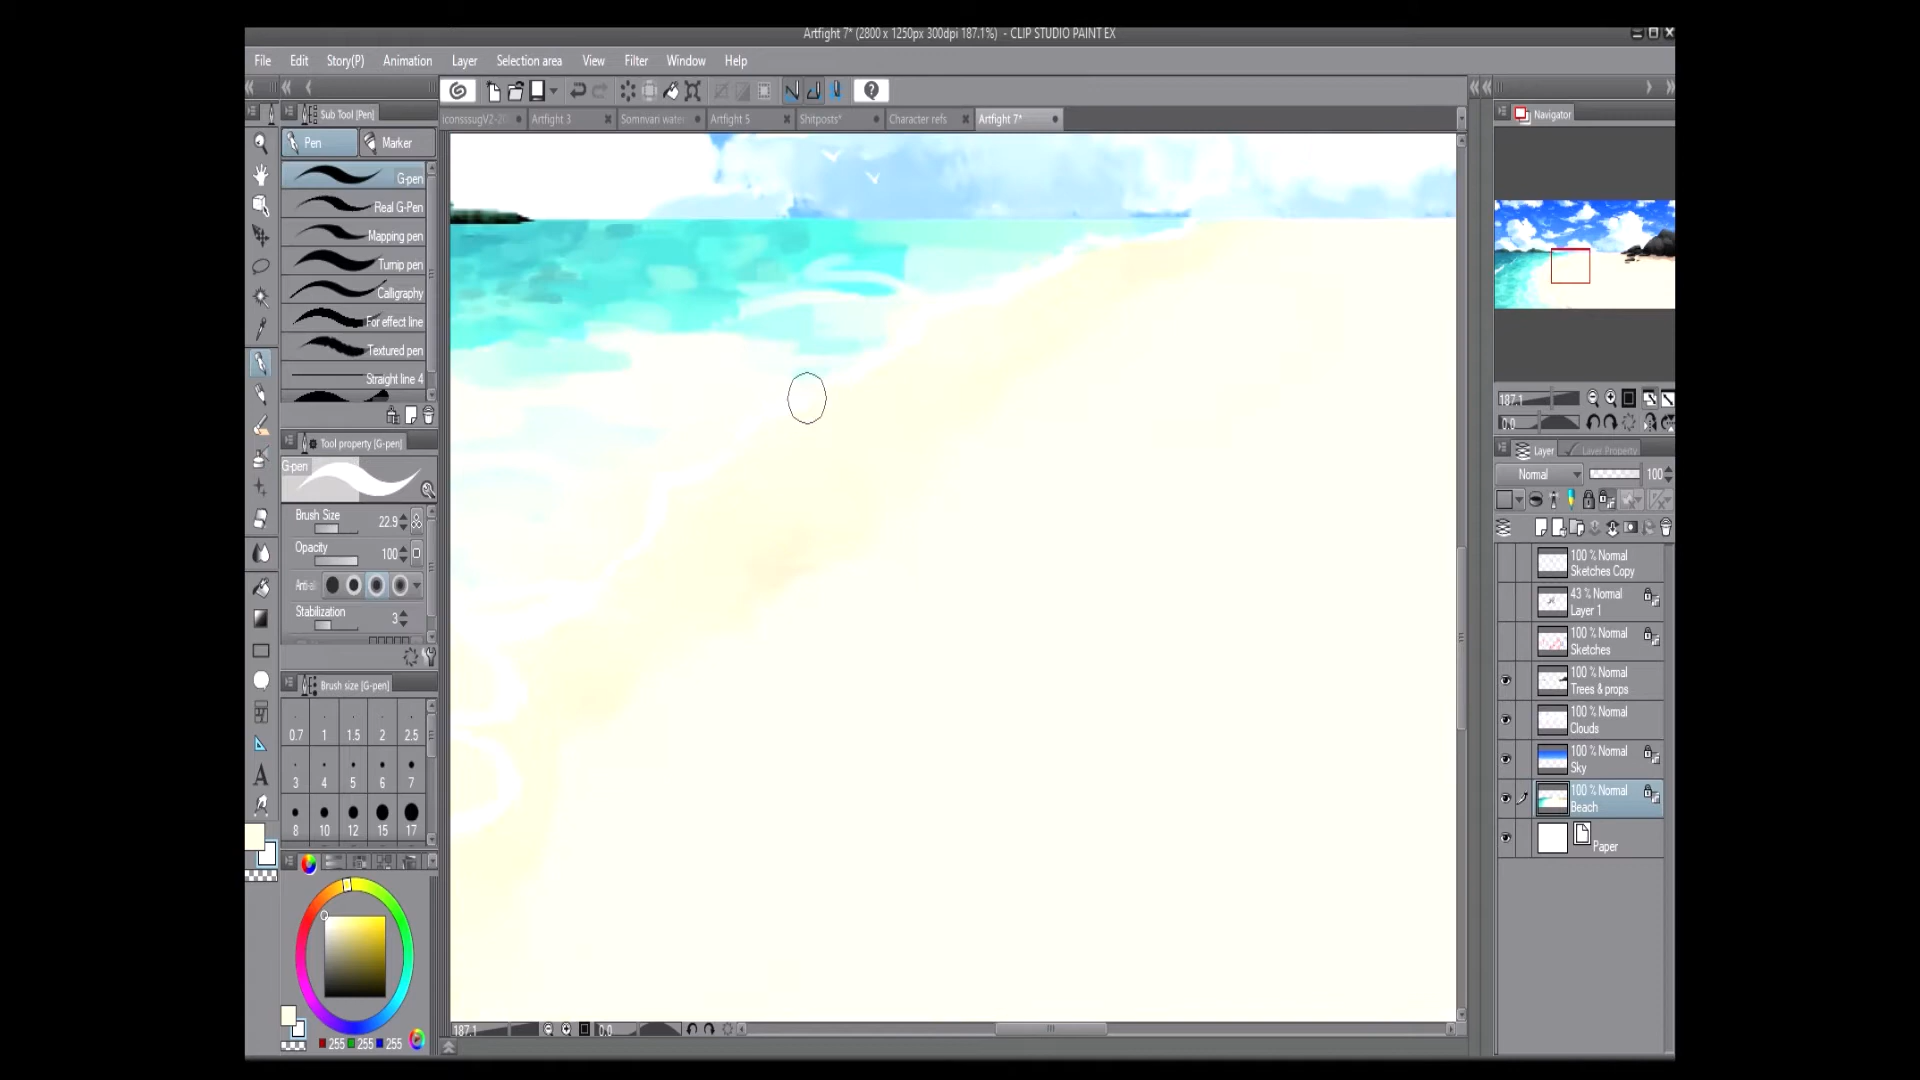 Artfight 7* (2800 x 1250px 300dpi 187.1%) - CLIP STUDIO PAINT EX
File Edit Story(P) Animation Layer Selection area View Filter Window Help
Sub Tool [Pen]
Pen Marker
G-pen
Real G-Pen
Mapping pen
Turnip pen
Calligraphy
For effect line
Textured pen
Straight line 4
Tool property [G-pen]
G-pen
Brush Size 22.9
Opacity 100
Stabilization 3
Brush size [G-pen]
0.7 1 1.5 2 2.5
3 4 5 6 7
8 10 12 15 17
255 255 255
Artfight 3 Somnvari water Artfight 5 Shitposts* Character refs Artfight 7*
187.1 0.0
Navigator
187.1
0.0
Layer Layer Property
Normal 100
100 % Normal
Sketches Copy
43 % Normal
Layer 1
100 % Normal
Sketches
100 % Normal
Trees & props
100 % Normal
Clouds
100 % Normal
Sky
100 % Normal
Beach
Paper